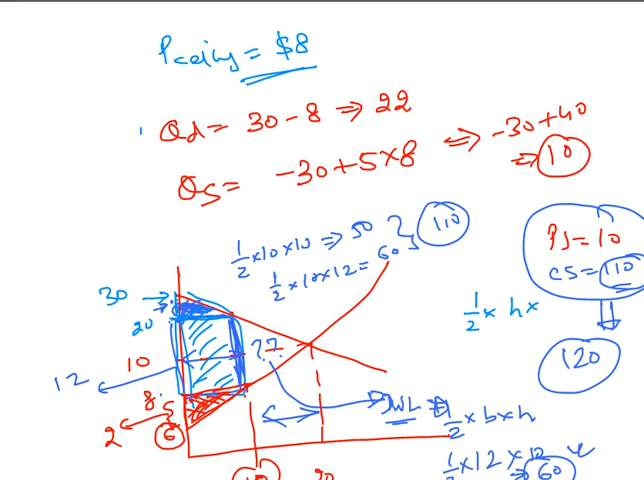 Pceiling = $8
Qd = 30 - 8 ⇒ 22
Qs = -30+5×8 ⇒ -30+40
⇒ 10
1/2 ×10×10 ⇒ 50
1/2 ×10×12 = 60
110
PS = 10
CS = 110
1/2 × h×
120
30
20
10
12
8
2
6
??
DWL ⇒ 1/2 × b × h
1/2 × 12 × 10
⇒ 60
10
20